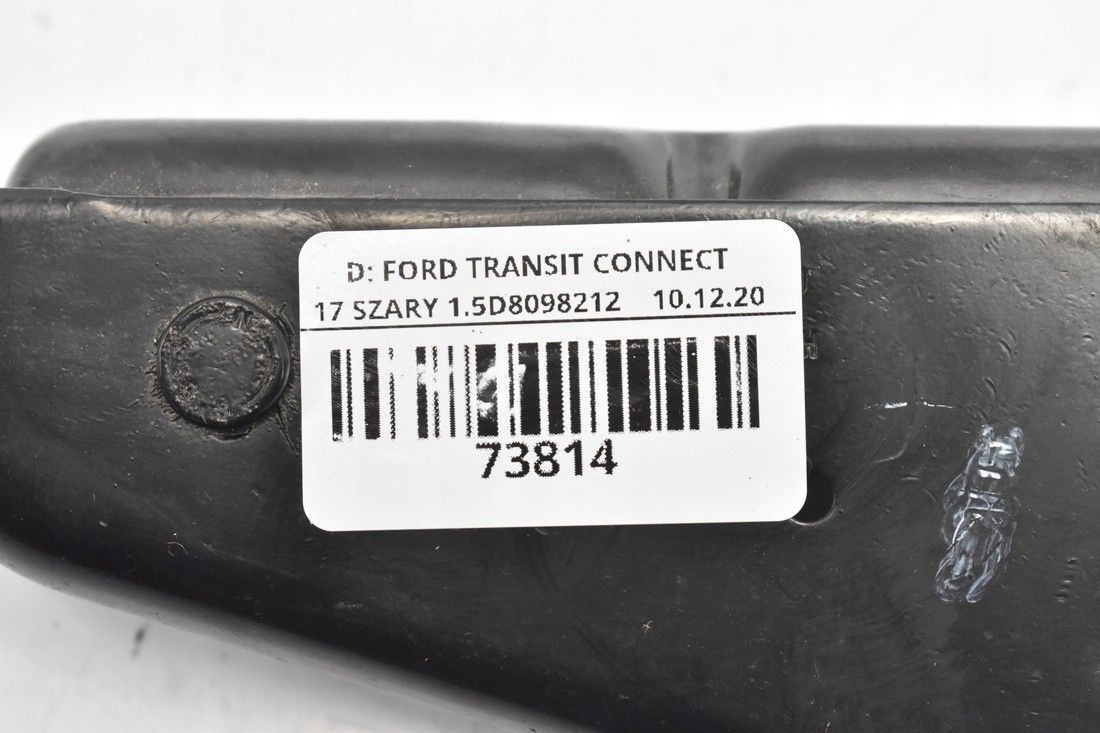 D: FORD TRANSIT CONNECT
17 SZARY 1.5D8098212 10.12.20
73814